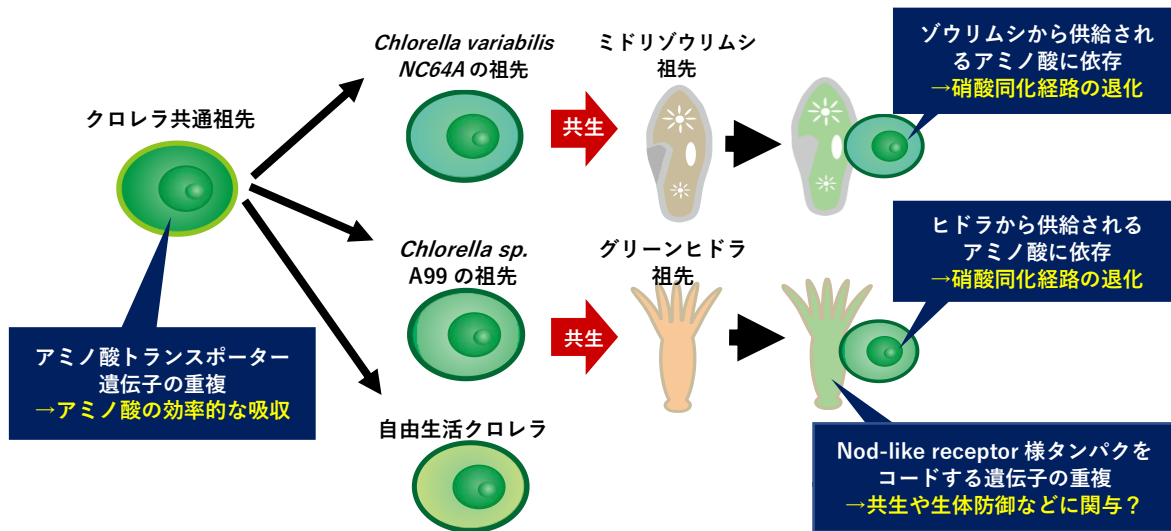 クロレラ共通祖先
アミノ酸トランスポーター
遺伝子の重複
→アミノ酸の効率的な吸収
Chlorella variabilis
NC64A の祖先
共生
ミドリゾウリムシ
祖先
ゾウリムシから供給され
るアミノ酸に依存
→硝酸同化経路の退化
Chlorella sp.
A99 の祖先
共生
グリーンヒドラ
祖先
ヒドラから供給される
アミノ酸に依存
→硝酸同化経路の退化
自由生活クロレラ
Nod-like receptor 様タンパクを
コードする遺伝子の重複
→共生や生体防御などに関与？